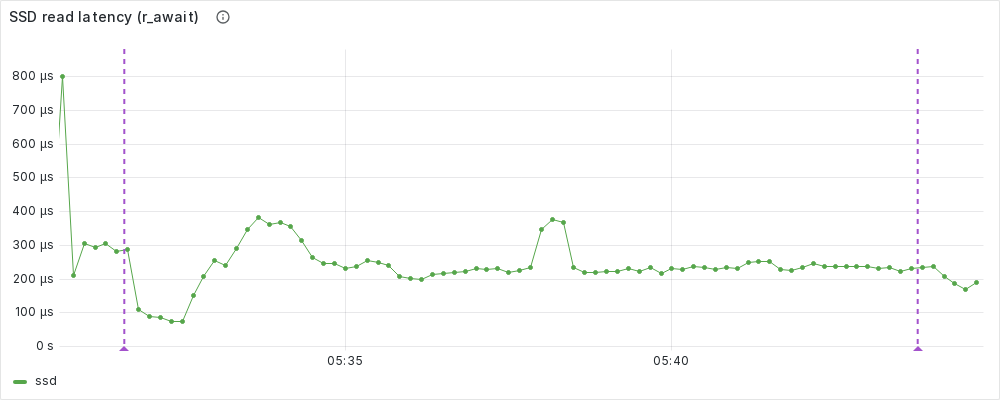 SSD read latency (r_await)
800 µs
700 µs
600 µs
500 µs
400 µs
300 µs
200 µs
100 µs
0 s
05:35
05:40
ssd